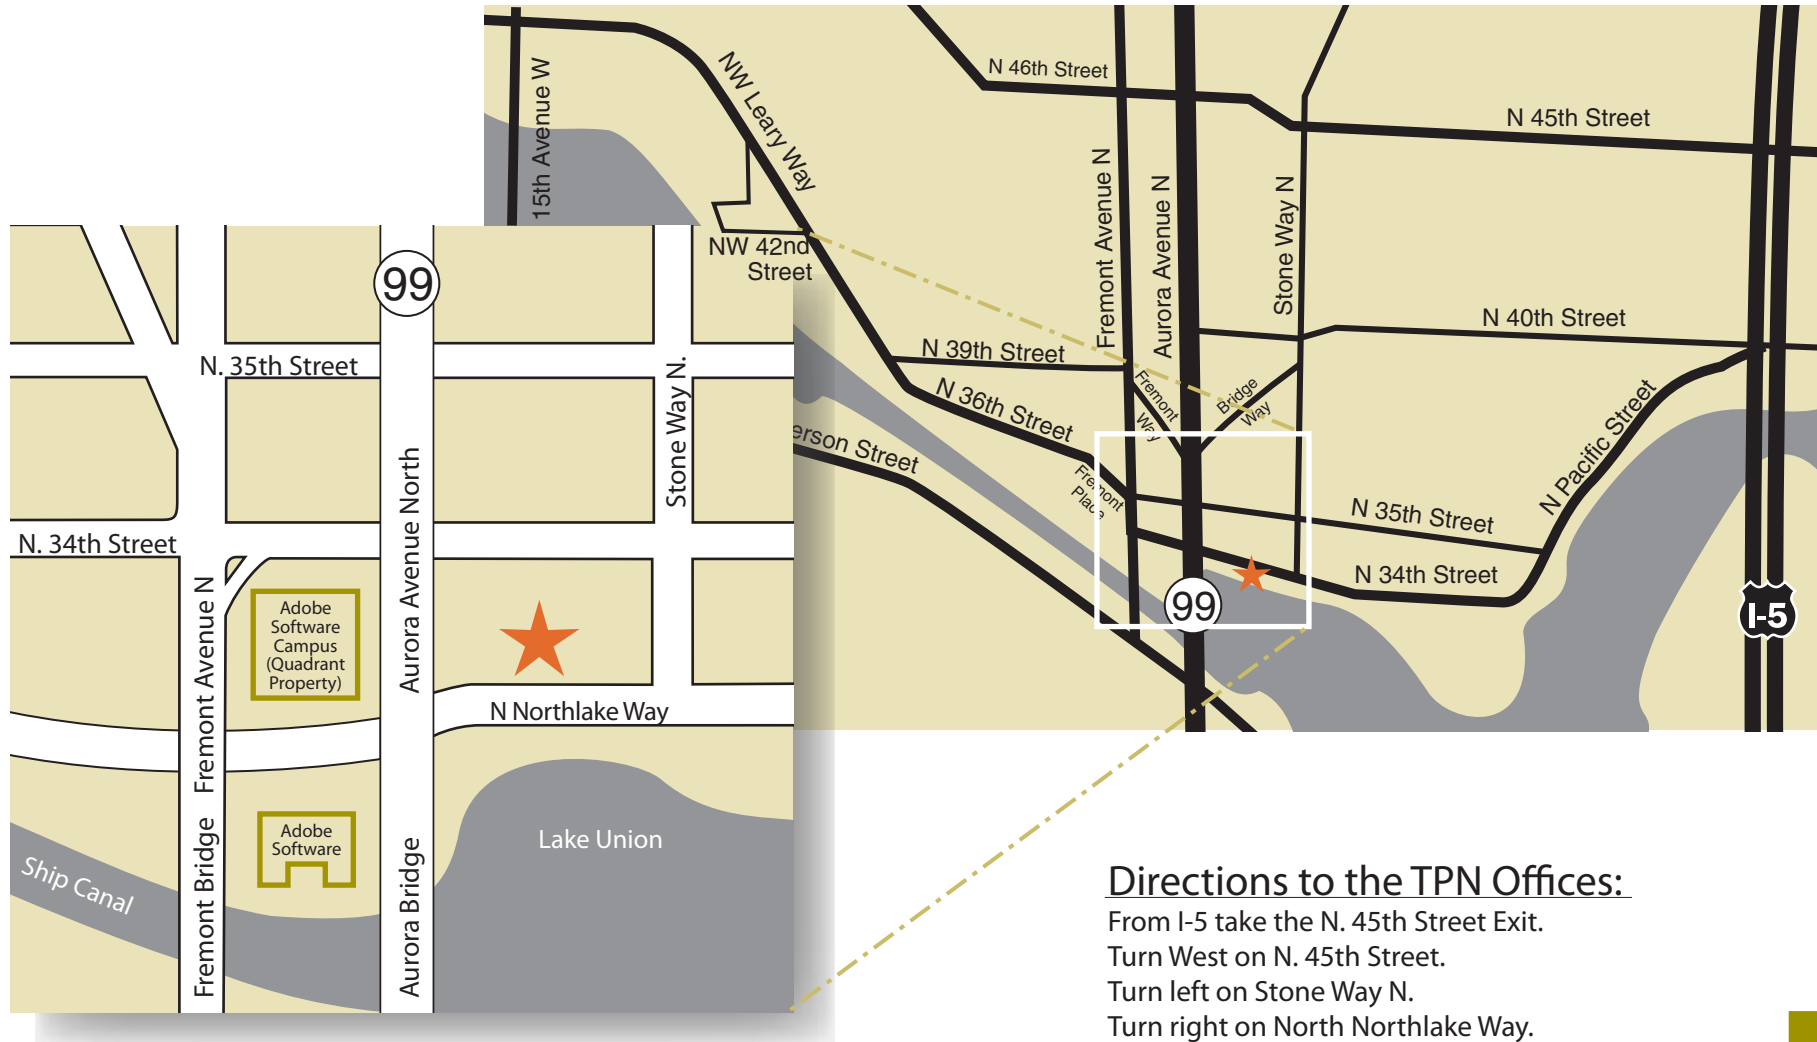 15th Avenue W
NW Leary Way
N 46th Street
N 45th Street
Fremont Avenue N
Aurora Avenue N
Stone Way N
NW 42nd
Street
N 40th Street
N 39th Street
N 36th Street
Fremont
Way
Bridge
Way
erson Street
Fremont
Place
N 35th Street
N Pacific Street
N 34th Street
99
I-5
99
N. 35th Street
Stone Way N.
Aurora Avenue North
N. 34th Street
Fremont Avenue N
Adobe
Software
Campus
(Quadrant
Property)
N Northlake Way
Adobe
Software
Lake Union
Ship Canal
Fremont Bridge
Aurora Bridge
Directions to the TPN Offices:
From I-5 take the N. 45th Street Exit.
Turn West on N. 45th Street.
Turn left on Stone Way N.
Turn right on North Northlake Way.